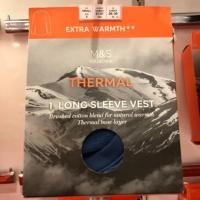 EXTRA WARMTH**
M&S
THERMAL
1 LONG SLEEVE VEST
Brushed cotton blend for natural warmth
Thermal base layer